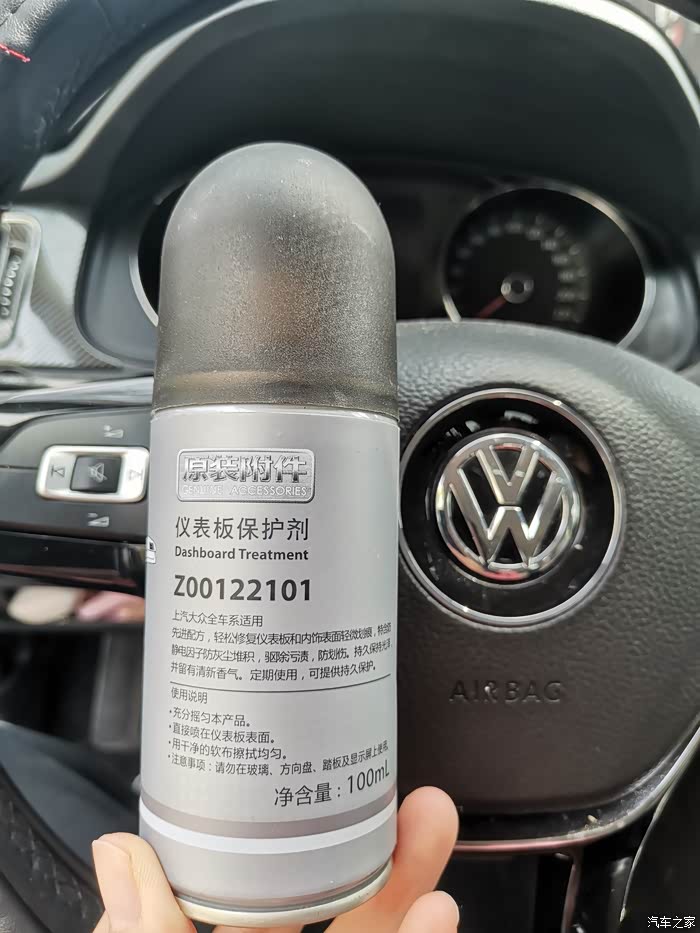 原装附件
GENUINE ACCESSORIES
仪表板保护剂
Dashboard Treatment
Z00122101
上汽大众全车系适用
先进配方，轻松修复仪表板和内饰表面轻微划痕，特含
静电因子防灰尘堆积，驱除污渍，防划伤。持久保持光
并留有清新香气。定期使用，可提供持久保护。
使用说明
·充分摇匀本产品。
·直接喷在仪表板表面。
·用干净的软布擦拭均匀。
·注意事项：请勿在玻璃、方向盘、踏板及显示屏上使用。
净含量：100mL
AIRBAG
汽车之家